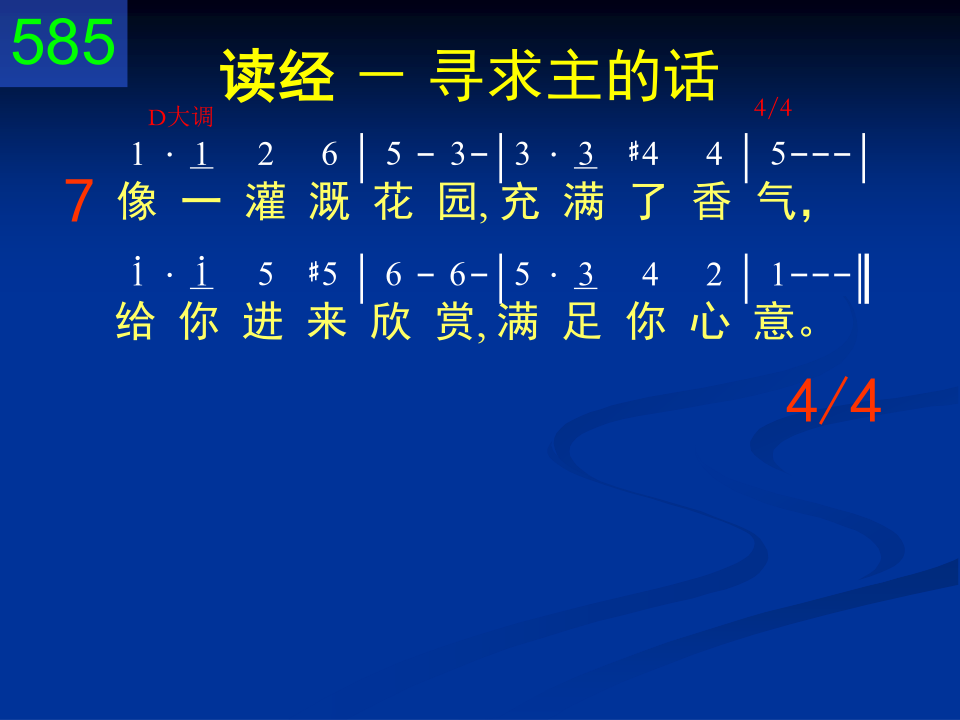 585
读经 － 寻求主的话
D大调 4/4
1 · 1 2 6 | 5 - 3- | 3 · 3 #4 4 | 5--- |
7 像 一 灌 溉 花 园, 充 满 了 香 气，
i · i 5 #5 | 6 - 6- | 5 · 3 4 2 | 1--- ‖
给 你 进 来 欣 赏, 满 足 你 心 意。
4/4